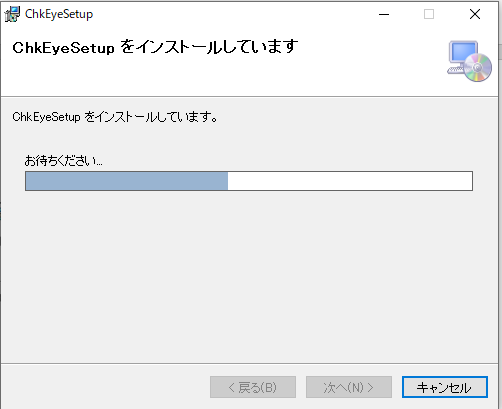 ChkEyeSetup
ChkEyeSetup をインストールしています
ChkEyeSetup をインストールしています。
お待ちください...
< 戻る(B)
次へ(N) >
キャンセル